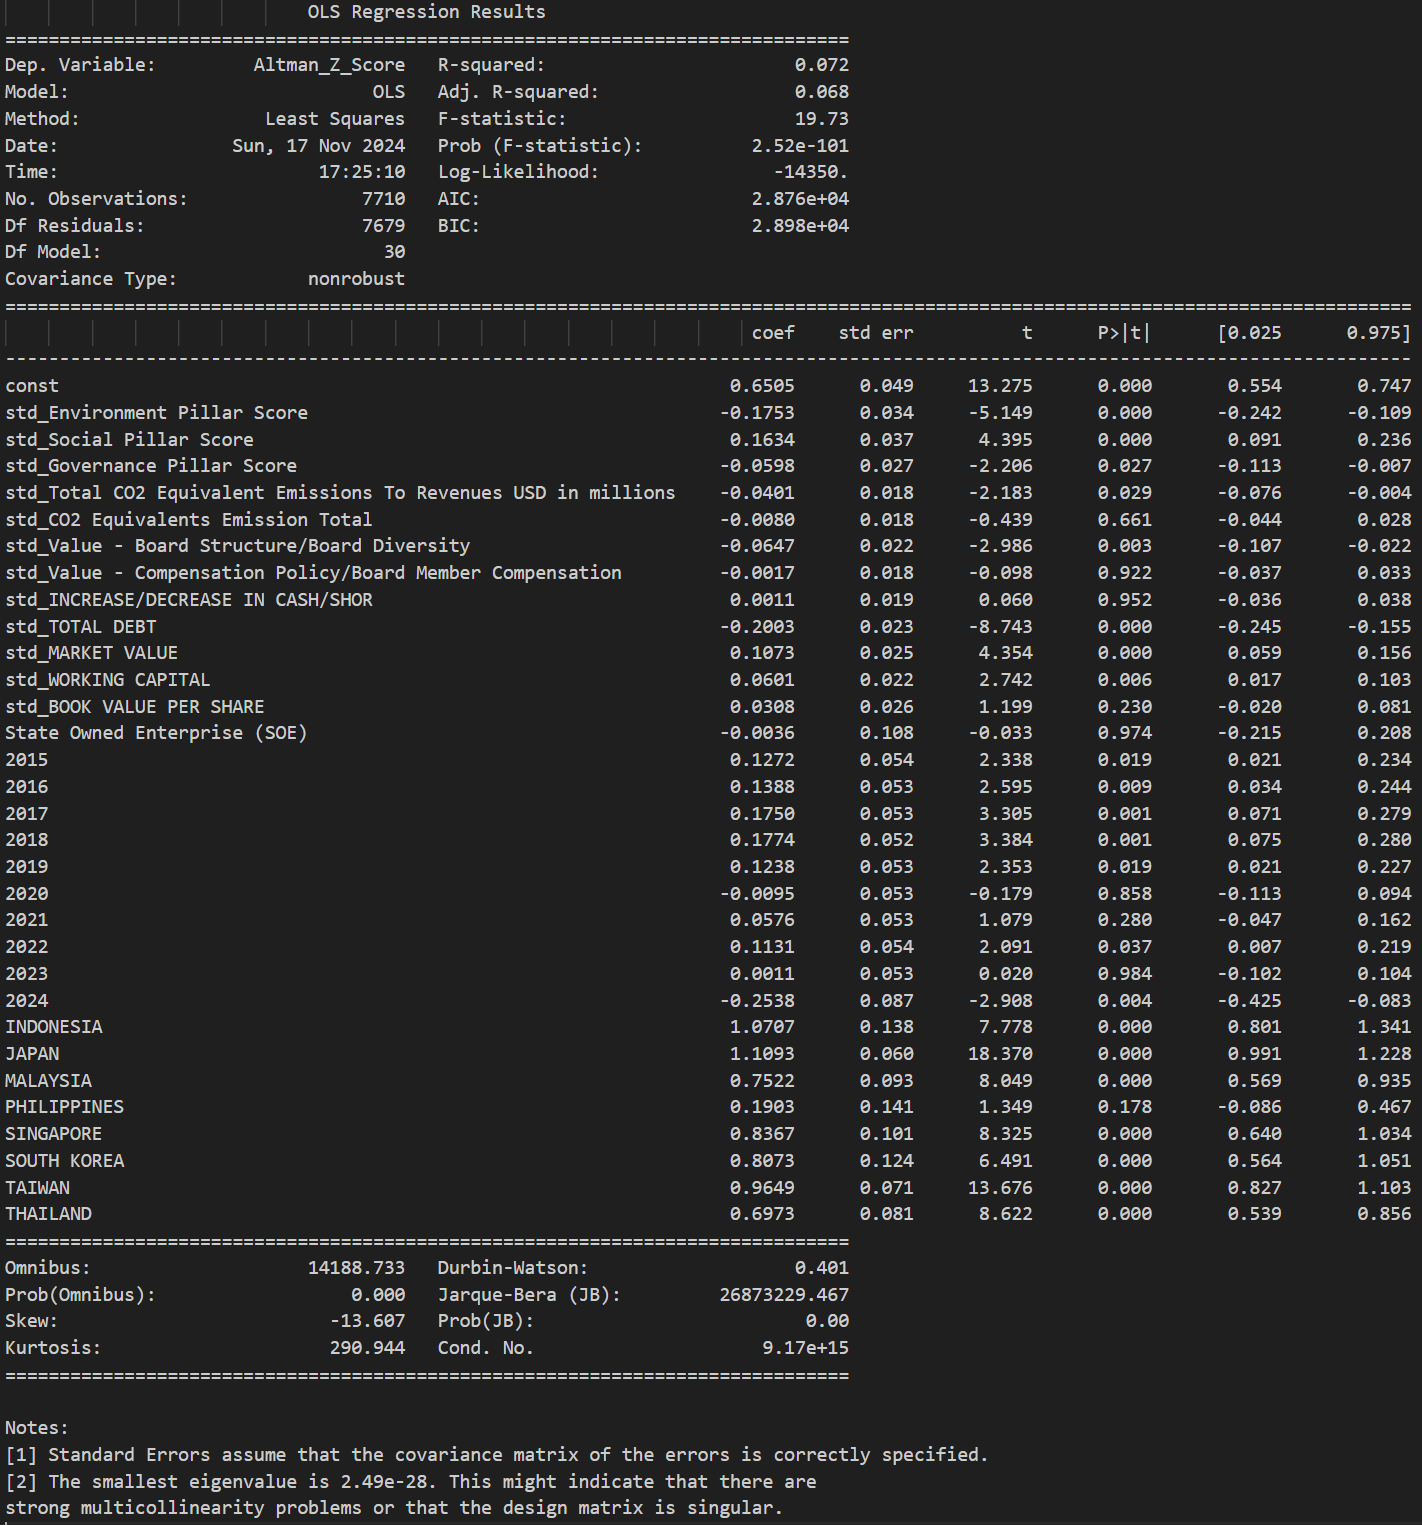 OLS Regression Results
==============================================================================
Dep. Variable: Altman_Z_Score R-squared: 0.072
Model: OLS Adj. R-squared: 0.068
Method: Least Squares F-statistic: 19.73
Date: Sun, 17 Nov 2024 Prob (F-statistic): 2.52e-101
Time: 17:25:10 Log-Likelihood: -14350.
No. Observations: 7710 AIC: 2.876e+04
Df Residuals: 7679 BIC: 2.898e+04
Df Model: 30
Covariance Type: nonrobust
==================================================================================================================================
coef std err t P>|t| [0.025 0.975]
----------------------------------------------------------------------------------------------------------------------------------
const 0.6505 0.049 13.275 0.000 0.554 0.747
std_Environment Pillar Score -0.1753 0.034 -5.149 0.000 -0.242 -0.109
std_Social Pillar Score 0.1634 0.037 4.395 0.000 0.091 0.236
std_Governance Pillar Score -0.0598 0.027 -2.206 0.027 -0.113 -0.007
std_Total CO2 Equivalent Emissions To Revenues USD in millions -0.0401 0.018 -2.183 0.029 -0.076 -0.004
std_CO2 Equivalents Emission Total -0.0080 0.018 -0.439 0.661 -0.044 0.028
std_Value - Board Structure/Board Diversity -0.0647 0.022 -2.986 0.003 -0.107 -0.022
std_Value - Compensation Policy/Board Member Compensation -0.0017 0.018 -0.098 0.922 -0.037 0.033
std_INCREASE/DECREASE IN CASH/SHOR 0.0011 0.019 0.060 0.952 -0.036 0.038
std_TOTAL DEBT -0.2003 0.023 -8.743 0.000 -0.245 -0.155
std_MARKET VALUE 0.1073 0.025 4.354 0.000 0.059 0.156
std_WORKING CAPITAL 0.0601 0.022 2.742 0.006 0.017 0.103
std_BOOK VALUE PER SHARE 0.0308 0.026 1.199 0.230 -0.020 0.081
State Owned Enterprise (SOE) -0.0036 0.108 -0.033 0.974 -0.215 0.208
2015 0.1272 0.054 2.338 0.019 0.021 0.234
2016 0.1388 0.053 2.595 0.009 0.034 0.244
2017 0.1750 0.053 3.305 0.001 0.071 0.279
2018 0.1774 0.052 3.384 0.001 0.075 0.280
2019 0.1238 0.053 2.353 0.019 0.021 0.227
2020 -0.0095 0.053 -0.179 0.858 -0.113 0.094
2021 0.0576 0.053 1.079 0.280 -0.047 0.162
2022 0.1131 0.054 2.091 0.037 0.007 0.219
2023 0.0011 0.053 0.020 0.984 -0.102 0.104
2024 -0.2538 0.087 -2.908 0.004 -0.425 -0.083
INDONESIA 1.0707 0.138 7.778 0.000 0.801 1.341
JAPAN 1.1093 0.060 18.370 0.000 0.991 1.228
MALAYSIA 0.7522 0.093 8.049 0.000 0.569 0.935
PHILIPPINES 0.1903 0.141 1.349 0.178 -0.086 0.467
SINGAPORE 0.8367 0.101 8.325 0.000 0.640 1.034
SOUTH KOREA 0.8073 0.124 6.491 0.000 0.564 1.051
TAIWAN 0.9649 0.071 13.676 0.000 0.827 1.103
THAILAND 0.6973 0.081 8.622 0.000 0.539 0.856
==============================================================================
Omnibus: 14188.733 Durbin-Watson: 0.401
Prob(Omnibus): 0.000 Jarque-Bera (JB): 26873229.467
Skew: -13.607 Prob(JB): 0.00
Kurtosis: 290.944 Cond. No. 9.17e+15
==============================================================================
Notes:
[1] Standard Errors assume that the covariance matrix of the errors is correctly specified.
[2] The smallest eigenvalue is 2.49e-28. This might indicate that there are
strong multicollinearity problems or that the design matrix is singular.